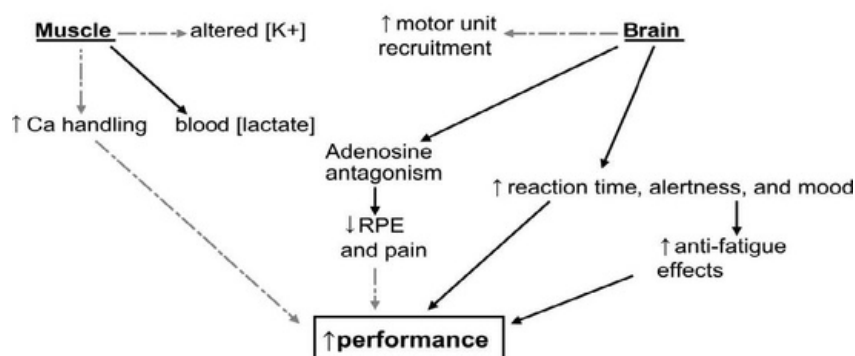 Muscle
altered [K+]
↑ motor unit
recruitment
Brain
↑ Ca handling
blood [lactate]
Adenosine
antagonism
↑ reaction time, alertness, and mood
↓ RPE
and pain
↑ anti-fatigue
effects
↑ performance